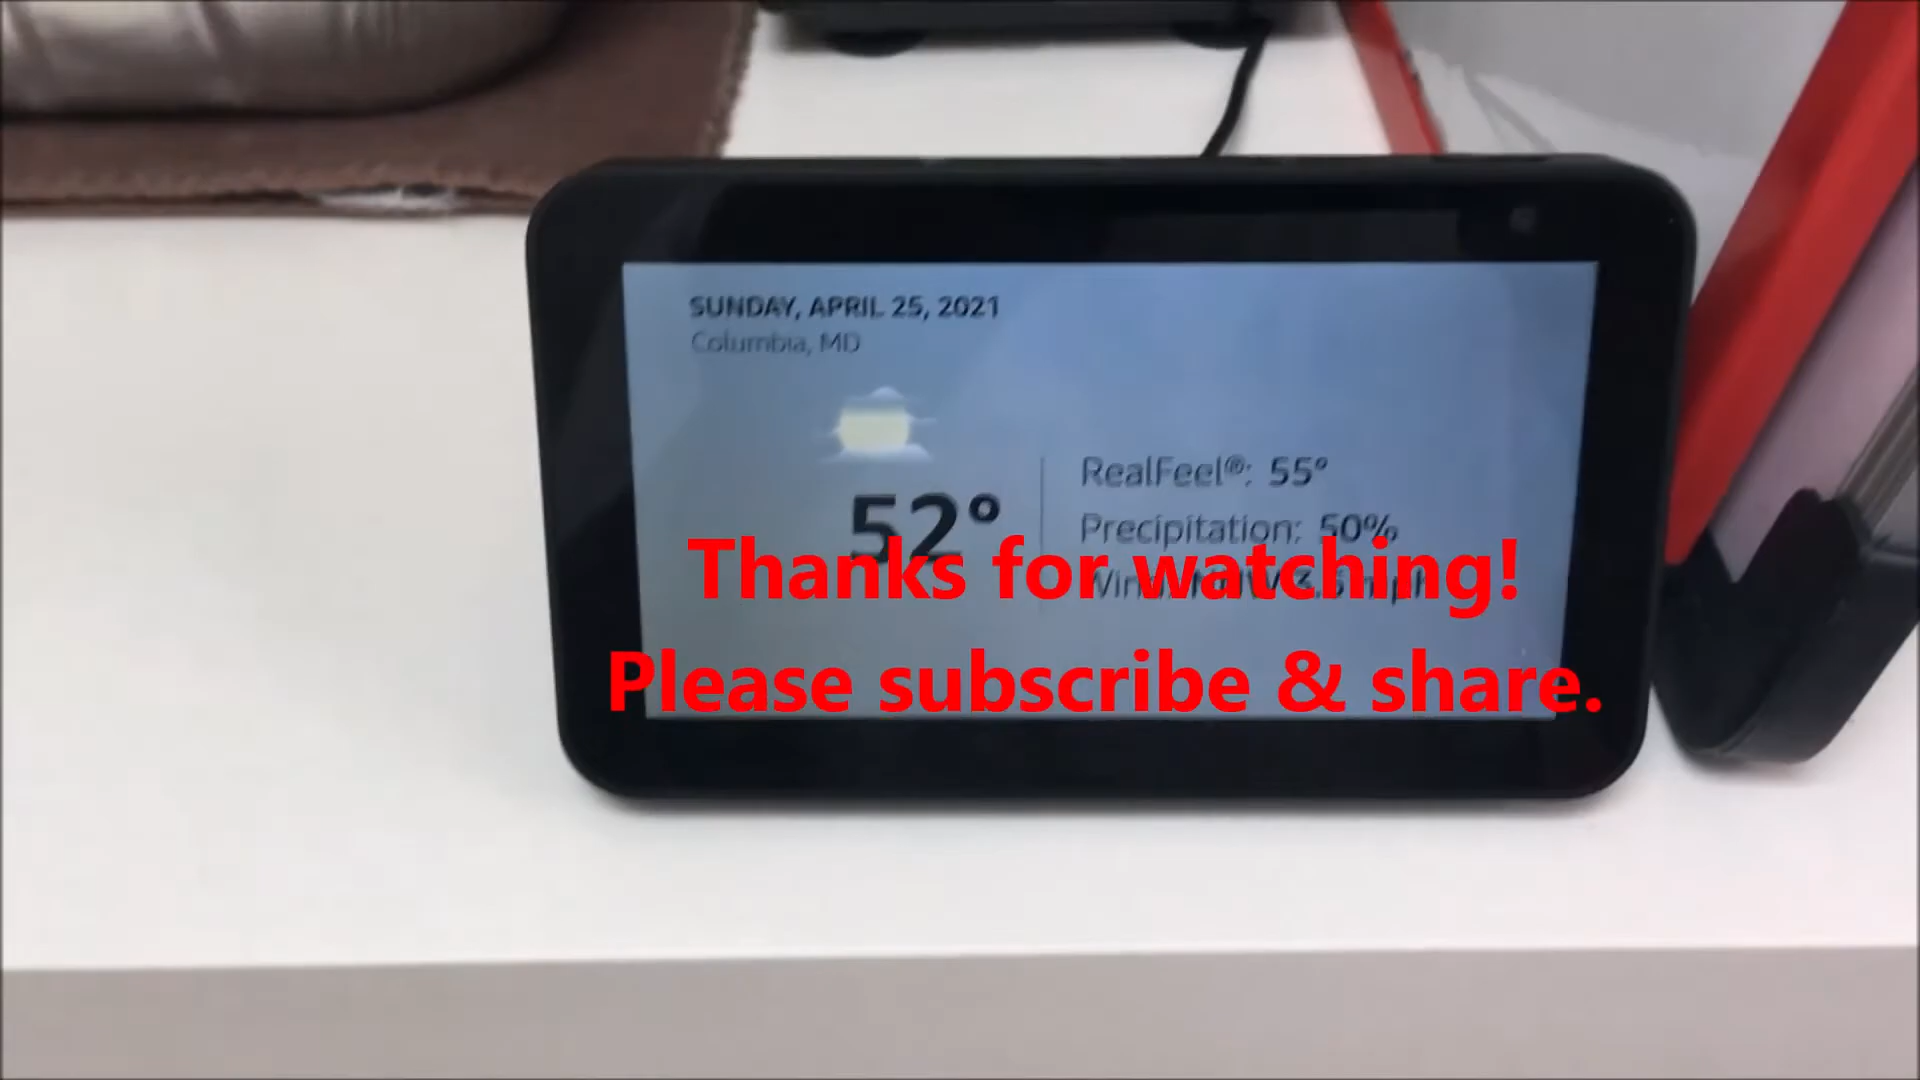 SUNDAY, APRIL 25, 2021
Columbia, MD
52°
RealFeel®: 55°
Precipitation: 50%
Thanks for watching!
Please subscribe & share.